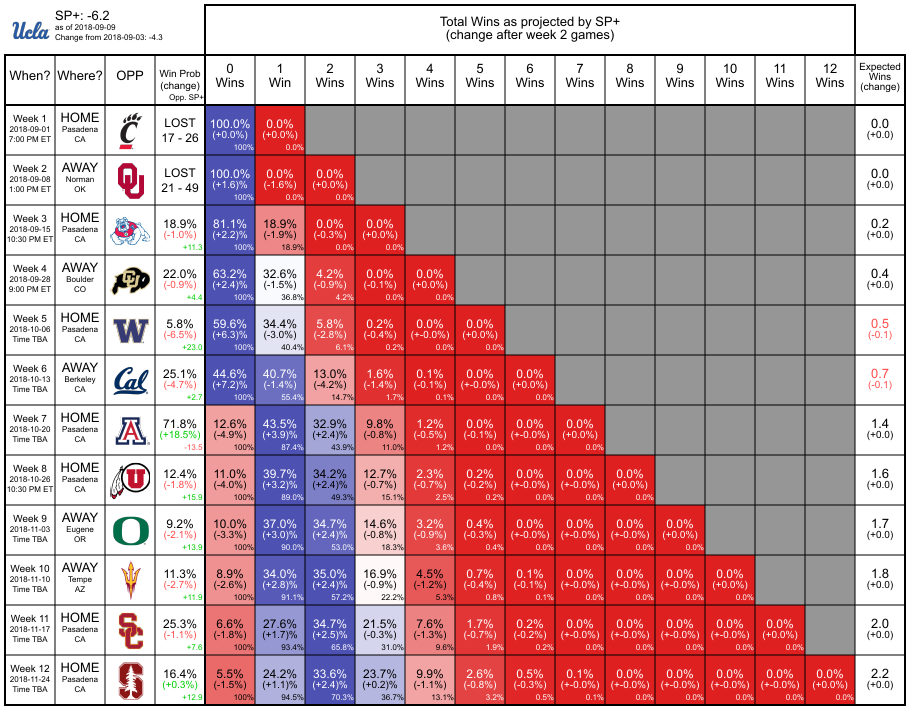 Ucla
SP+: -6.2
as of 2018-09-09
Change from 2018-09-03: -4.3
Total Wins as projected by SP+
(change after week 2 games)
When? Where? OPP Win Prob (change) Opp. SP+ 0 Wins 1 Win 2 Wins 3 Wins 4 Wins 5 Wins 6 Wins 7 Wins 8 Wins 9 Wins 10 Wins 11 Wins 12 Wins Expected Wins (change)
Week 1 HOME LOST 100.0% 0.0% 0.0
2018-09-01 Pasadena C 17 - 26 (+0.0%) (+0.0%) (+0.0)
7:00 PM ET CA 100% 0.0%
Week 2 AWAY LOST 100.0% 0.0% 0.0% 0.0
2018-09-08 Norman OU 21 - 49 (+1.6%) (-1.6%) (+0.0%) (+0.0)
1:00 PM ET OK 100% 0.0% 0.0%
Week 3 HOME 18.9% 81.1% 18.9% 0.0% 0.0% 0.2
2018-09-15 Pasadena (-1.0%) (+2.2)% (-1.9%) (-0.3%) (+0.0%) (+0.0)
10:30 PM ET CA +11.3 100% 18.9% 0.0% 0.0%
Week 4 AWAY 22.0% 63.2% 32.6% 4.2% 0.0% 0.0% 0.4
2018-09-28 Boulder CU (-0.9%) (+2.4)% (-1.5%) (-0.9%) (-0.1%) (+0.0%) (+0.0)
9:00 PM ET CO +4.4 100% 36.8% 4.2% 0.0% 0.0%
Week 5 HOME 5.8% 59.6% 34.4% 5.8% 0.2% 0.0% 0.0% 0.5
2018-10-06 Pasadena W (-6.5%) (+6.3)% (-3.0%) (-2.8%) (-0.4%) (+-0.0%) (+0.0%) (-0.1)
Time TBA CA +23.0 100% 40.4% 6.1% 0.2% 0.0% 0.0%
Week 6 AWAY 25.1% 44.6% 40.7% 13.0% 1.6% 0.1% 0.0% 0.0% 0.7
2018-10-13 Berkeley Cal (-4.7%) (+7.2)% (-1.4%) (-4.2%) (-1.4%) (-0.1%) (+-0.0%) (+0.0%) (-0.1)
Time TBA CA +2.7 100% 55.4% 14.7% 1.7% 0.1% 0.0% 0.0%
Week 7 HOME 71.8% 12.6% 43.5% 32.9% 9.8% 1.2% 0.0% 0.0% 0.0% 1.4
2018-10-20 Pasadena A (+18.5%) (-4.9%) (+3.9)% (+2.4)% (-0.8%) (-0.5%) (-0.1%) (+-0.0%) (+0.0%) (+0.0)
Time TBA CA -13.5 100% 87.4% 43.9% 11.0% 1.2% 0.0% 0.0% 0.0%
Week 8 HOME 12.4% 11.0% 39.7% 34.2% 12.7% 2.3% 0.2% 0.0% 0.0% 0.0% 1.6
2018-10-26 Pasadena U (-1.8%) (-4.0%) (+3.2)% (+2.4)% (-0.7%) (-0.7%) (-0.2%) (+-0.0%) (+-0.0%) (+0.0%) (+0.0)
10:30 PM ET CA +15.9 100% 89.0% 49.3% 15.1% 2.5% 0.2% 0.0% 0.0% 0.0%
Week 9 AWAY 9.2% 10.0% 37.0% 34.7% 14.6% 3.2% 0.4% 0.0% 0.0% 0.0% 0.0% 1.7
2018-11-03 Eugene O (-2.1%) (-3.3%) (+3.0)% (+2.4)% (-0.8%) (-0.9%) (-0.3%) (+-0.0%) (+-0.0%) (+-0.0%) (+0.0%) (+0.0)
Time TBA OR +13.9 100% 90.0% 53.0% 18.3% 3.6% 0.4% 0.0% 0.0% 0.0% 0.0%
Week 10 AWAY 11.3% 8.9% 34.0% 35.0% 16.9% 4.5% 0.7% 0.1% 0.0% 0.0% 0.0% 0.0% 1.8
2018-11-10 Tempe (-2.7%) (-2.6%) (+2.8)% (+2.4)% (-0.9%) (-1.2%) (-0.4%) (-0.1%) (+-0.0%) (+-0.0%) (+-0.0%) (+0.0%) (+0.0)
Time TBA AZ +11.9 100% 91.1% 57.2% 22.2% 5.3% 0.8% 0.1% 0.0% 0.0% 0.0% 0.0%
Week 11 HOME 25.3% 6.6% 27.6% 34.7% 21.5% 7.6% 1.7% 0.2% 0.0% 0.0% 0.0% 0.0% 0.0% 2.0
2018-11-17 Pasadena SC (-1.1%) (-1.8%) (+1.7)% (+2.5)% (-0.3%) (-1.3%) (-0.7%) (-0.2%) (+-0.0%) (+-0.0%) (+-0.0%) (+-0.0%) (+0.0%) (+0.0)
Time TBA CA +7.6 100% 93.4% 65.8% 31.0% 9.6% 1.9% 0.2% 0.0% 0.0% 0.0% 0.0% 0.0%
Week 12 HOME 16.4% 5.5% 24.2% 33.6% 23.7% 9.9% 2.6% 0.5% 0.1% 0.0% 0.0% 0.0% 0.0% 0.0% 2.2
2018-11-24 Pasadena S (+0.3%) (-1.5%) (+1.1)% (+2.4)% (+0.2)% (-1.1%) (-0.8%) (-0.3%) (+-0.0%) (+-0.0%) (+-0.0%) (+-0.0%) (+-0.0%) (+0.0%) (+0.0)
Time TBA CA +12.9 100% 94.5% 70.3% 36.7% 13.1% 3.2% 0.5% 0.1% 0.0% 0.0% 0.0% 0.0% 0.0%